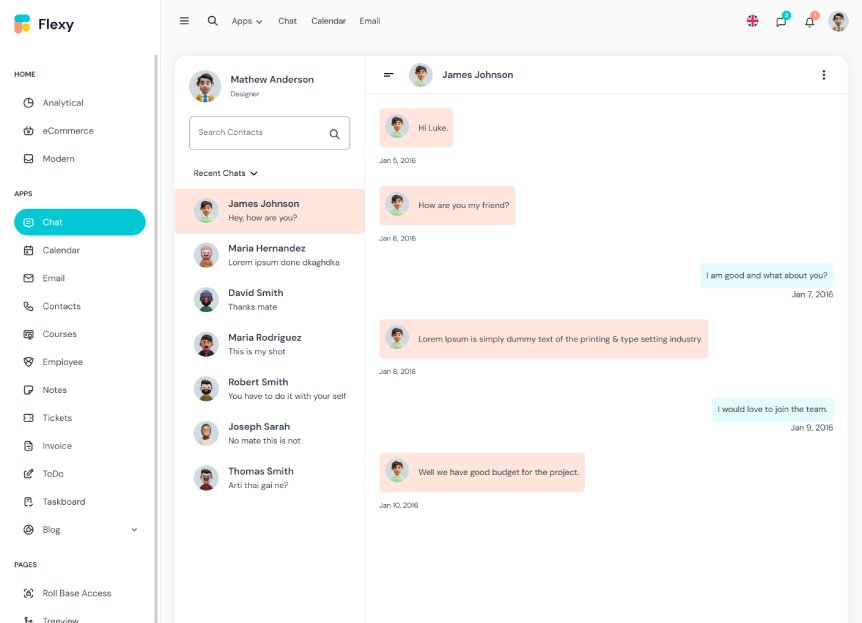 Flexy
HOME
Analytical
eCommerce
Modern
APPS
Chat
Calendar
Email
Contacts
Courses
Employee
Notes
Tickets
Invoice
ToDo
Taskboard
Blog
PAGES
Roll Base Access
Treeview
Apps
Chat
Calendar
Email
Mathew Anderson
Designer
Search Contacts
Recent Chats
James Johnson
Hey, how are you?
Maria Hernandez
Lorem ipsum done dkaghdka
David Smith
Thanks mate
Maria Rodriguez
This is my shot
Robert Smith
You have to do it with your self
Joseph Sarah
No mate this is not
Thomas Smith
Arti thai gai ne?
James Johnson
Hi Luke.
Jan 5, 2016
How are you my friend?
Jan 6, 2016
I am good and what about you?
Jan 7, 2016
Lorem Ipsum is simply dummy text of the printing & type setting industry.
Jan 8, 2016
I would love to join the team.
Jan 9, 2016
Well we have good budget for the project.
Jan 10, 2016